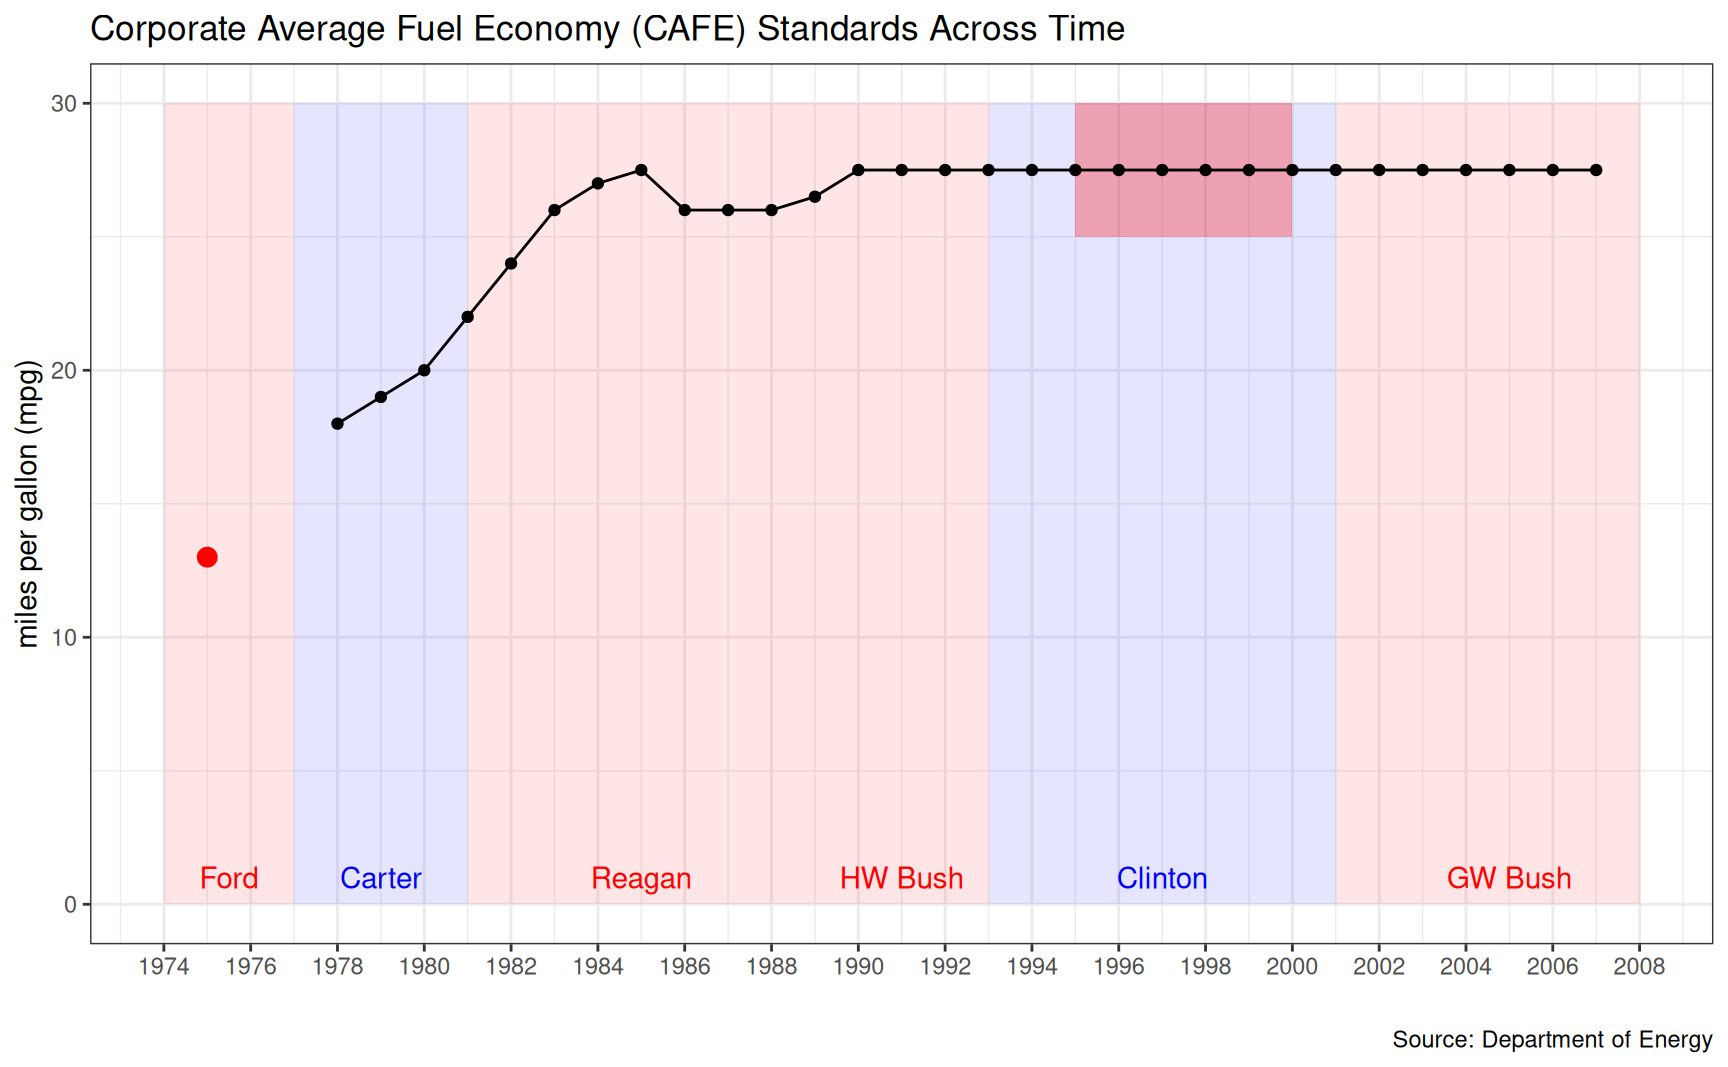 Corporate Average Fuel Economy (CAFE) Standards Across Time
miles per gallon (mpg)
30
20
10
0
Ford Carter Reagan HW Bush Clinton GW Bush
1974 1976 1978 1980 1982 1984 1986 1988 1990 1992 1994 1996 1998 2000 2002 2004 2006 2008
Source: Department of Energy